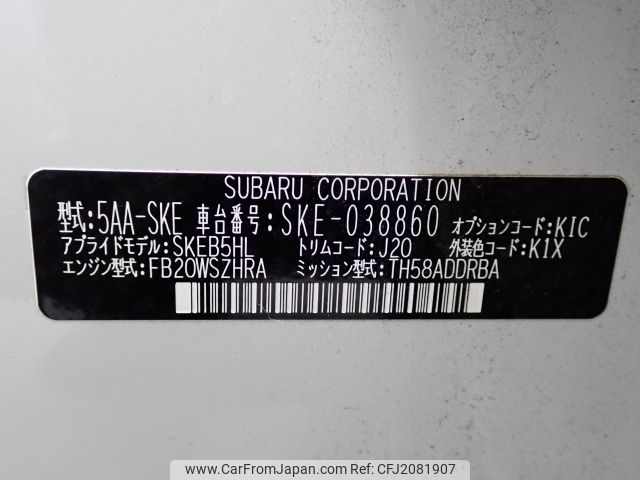 SUBARU CORPORATION
型式:5AA-SKE 車台番号:SKE-038860 オプションコード:KIC
アプライドモデル:SKEB5HL トリムコード:J20 外装色コード:K1X
エンジン型式:FB20WSZHRA ミッション型式:TH58ADDRBA
CAR FROM JAPAN
www.carfromjapan.com - CFJ2081907